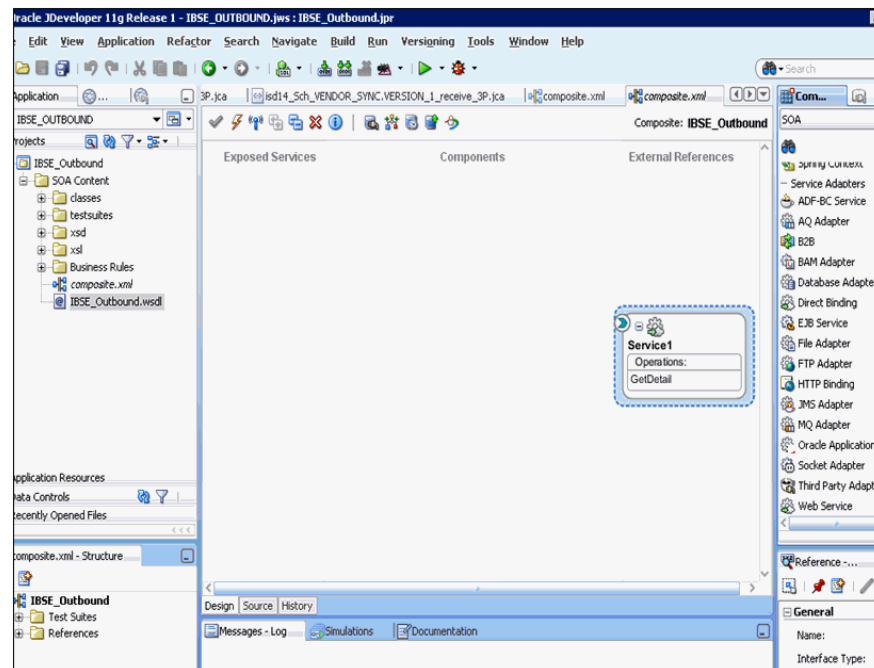 Oracle JDeveloper 11g Release 1 - IBSE_OUTBOUND.jws : IBSE_Outbound.jpr
Edit View Application Refactor Search Navigate Build Run Versioning Tools Window Help
Search
Application
3P.jca
isd14_Sch_VENDOR_SYNC.VERSION_1_receive_3P.jca
composite.xml
composite.xml
Com...
IBSE_OUTBOUND
Composite: IBSE_Outbound
SOA
Projects
IBSE_Outbound
SOA Content
classes
testsuites
xsd
xsl
Business Rules
composite.xml
IBSE_Outbound.wsdl
Application Resources
Data Controls
Recently Opened Files
composite.xml - Structure
IBSE_Outbound
Test Suites
References
Exposed Services
Components
External References
Service1
Operations:
GetDetail
Design Source History
Messages - Log
Simulations
Documentation
Spring Context
Service Adapters
ADF-BC Service
AQ Adapter
B2B
BAM Adapter
Database Adapte
Direct Binding
EJB Service
File Adapter
FTP Adapter
HTTP Binding
JMS Adapter
MQ Adapter
Oracle Application
Socket Adapter
Third Party Adapt
Web Service
Reference -...
General
Name:
Interface Type: